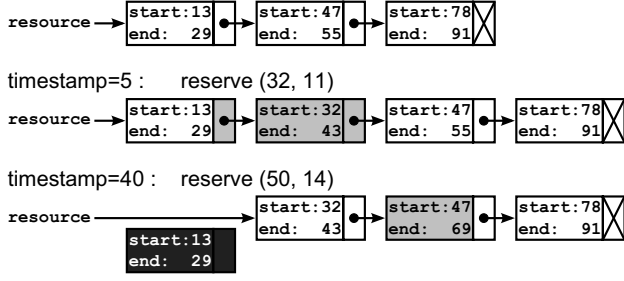 resource start:13 start:47 start:78
end: 29 end: 55 end: 91
timestamp=5 : reserve (32, 11)
resource start:13 start:32 start:47 start:78
end: 29 end: 43 end: 55 end: 91
timestamp=40 : reserve (50, 14)
resource start:32 start:47 start:78
end: 43 end: 69 end: 91
start:13
end: 29